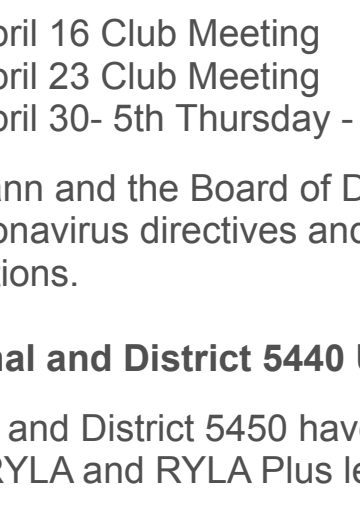 pril 16 Club Meeting
pril 23 Club Meeting
pril 30- 5th Thursday -
ann and the Board of D
onavirus directives and
tions.
nal and District 5440 U
and District 5450 have
RYLA and RYLA Plus le